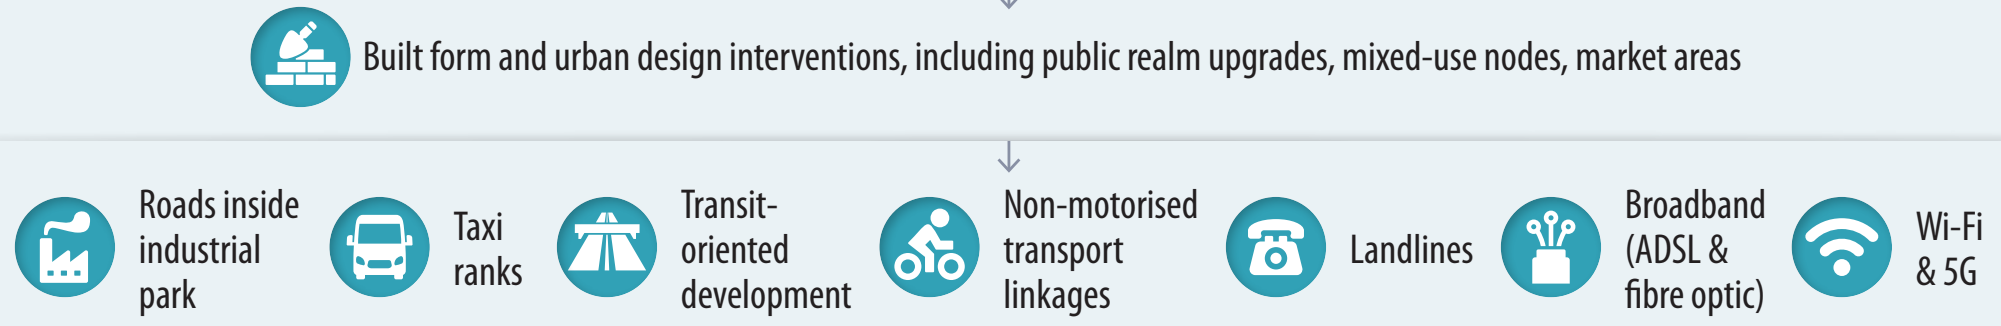 Built form and urban design interventions, including public realm upgrades, mixed-use nodes, market areas
Roads inside
industrial
park
Taxi
ranks
Transit-
oriented
development
Non-motorised
transport
linkages
Landlines
Broadband
(ADSL &
fibre optic)
Wi-Fi
& 5G